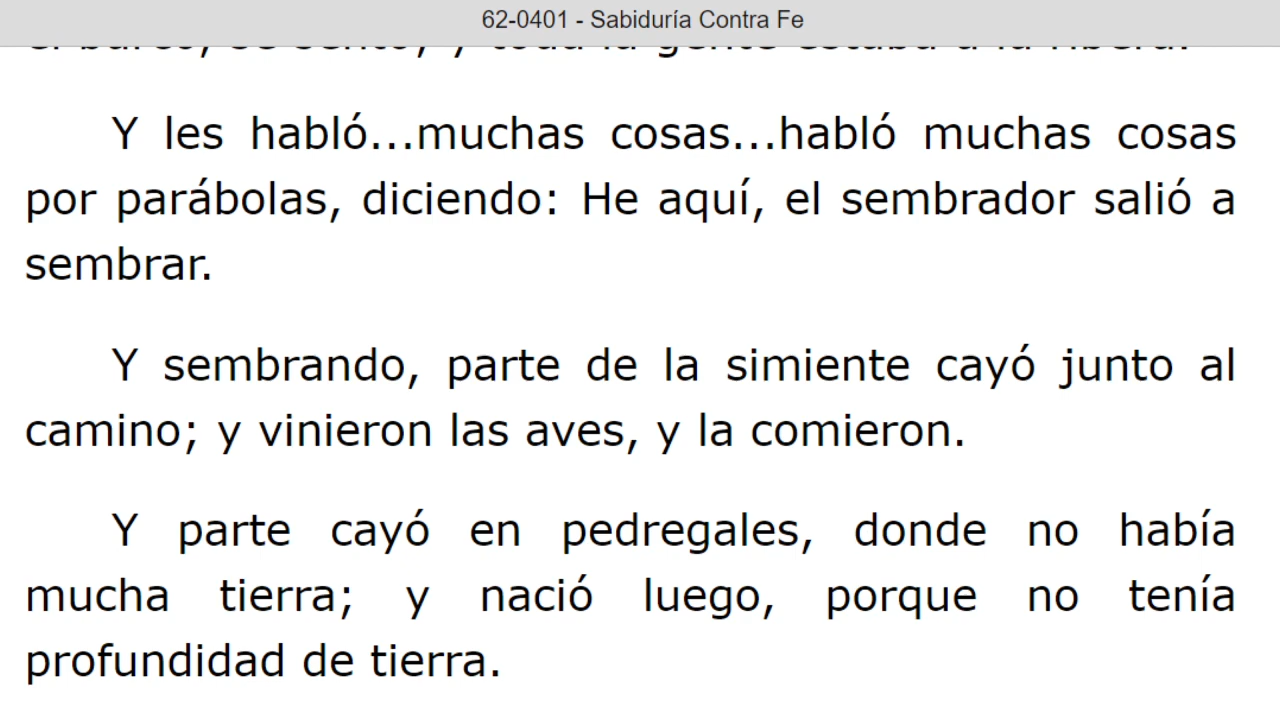 62-0401 - Sabiduría Contra Fe
Y les habló...muchas cosas...habló muchas cosas
por parábolas, diciendo: He aquí, el sembrador salió a
sembrar.
Y sembrando, parte de la simiente cayó junto al
camino; y vinieron las aves, y la comieron.
Y parte cayó en pedregales, donde no había
mucha tierra; y nació luego, porque no tenía
profundidad de tierra.